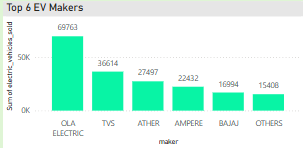 Top 6 EV Makers
Sum of electric_vehicles_sold
50K
0K
69763
36614
27497
22432
16994
15408
OLA ELECTRIC
TVS
ATHER
AMPERE
BAJAJ
OTHERS
maker